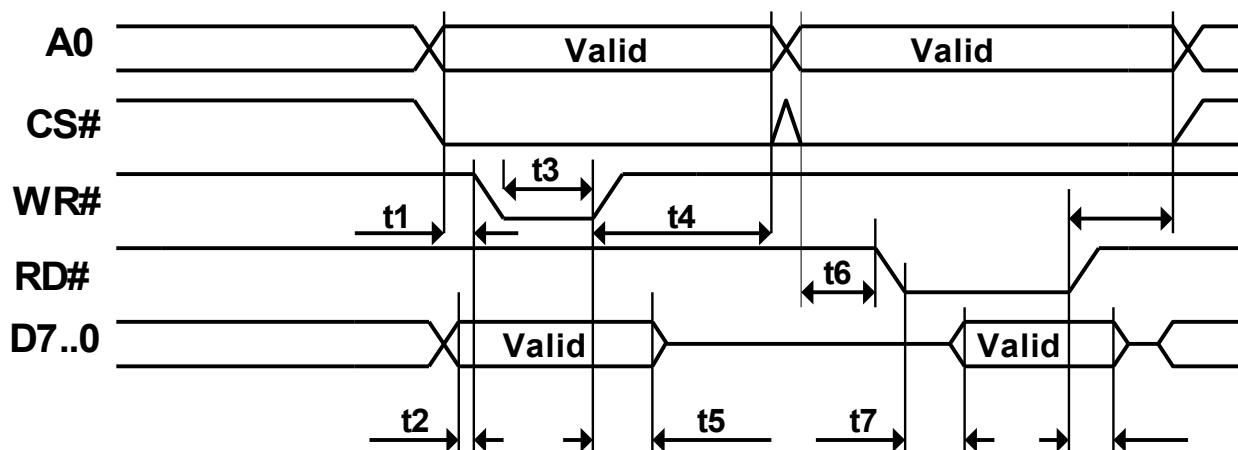 A0 Valid Valid
CS#
WR# t3
t1 t4
RD# t6
D7..0 Valid Valid
t2 t5 t7